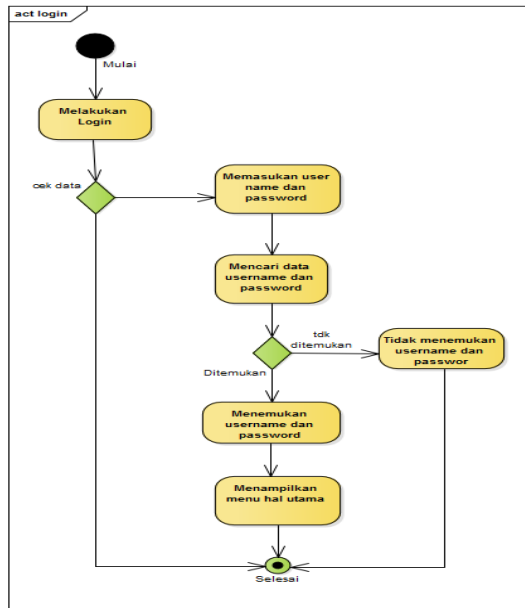 act login
Mulai
Melakukan
Login
cek data
Memasukan user
name dan
password
Mencari data
username dan
password
tdk
ditemukan
Tidak menemukan
username dan
passwor
Ditemukan
Menemukan
username dan
password
Menampilkan
menu hal utama
Selesai